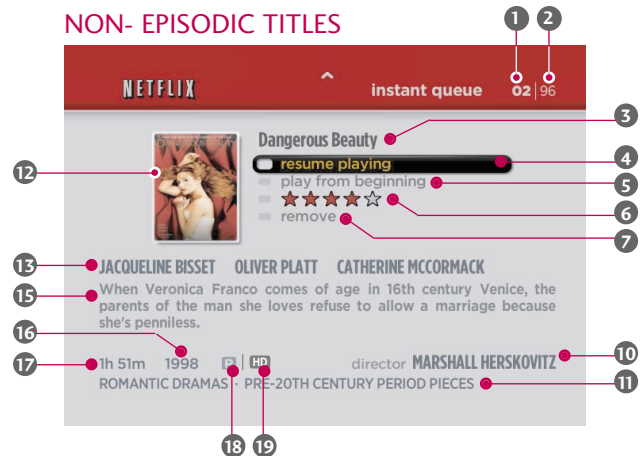 NON- EPISODIC TITLES
1 2
NETFLIX instant queue 02 | 96
3
Dangerous Beauty
resume playing 4
12 play from beginning 5
6
remove 7
13 JACQUELINE BISSET OLIVER PLATT CATHERINE MCCORMACK
15 When Veronica Franco comes of age in 16th century Venice, the
parents of the man she loves refuse to allow a marriage because
she's penniless.
16
17 1h 51m 1998 P | HD director MARSHALL HERSKOVITZ 10
ROMANTIC DRAMAS · PRE-20TH CENTURY PERIOD PIECES 11
18 19